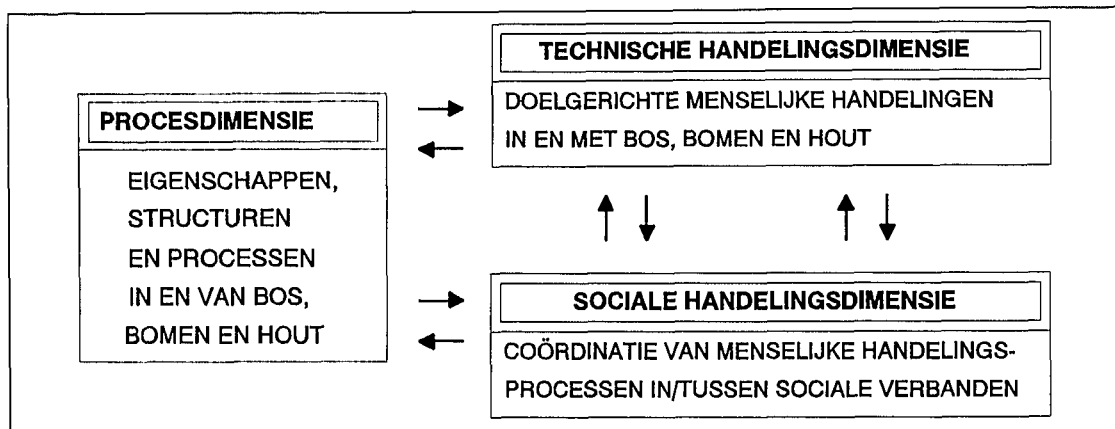 TECHNISCHE HANDELINGSDIMENSIE
DOELGERICHTE MENSELIJKE HANDELINGEN
IN EN MET BOS, BOMEN EN HOUT
PROCESDIMENSIE
EIGENSCHAPPEN,
STRUCTUREN
EN PROCESSEN
IN EN VAN BOS,
BOMEN EN HOUT
SOCIALE HANDELINGSDIMENSIE
COÖRDINATIE VAN MENSELIJKE HANDELINGS-
PROCESSEN IN/TUSSEN SOCIALE VERBANDEN